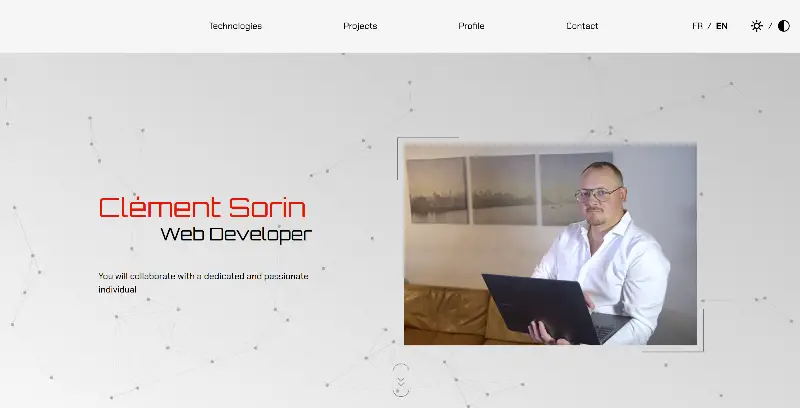 Technologies
Projects
Profile
Contact
FR / EN
/
Clément Sorin
Web Developer
You will collaborate with a dedicated and passionate
individual